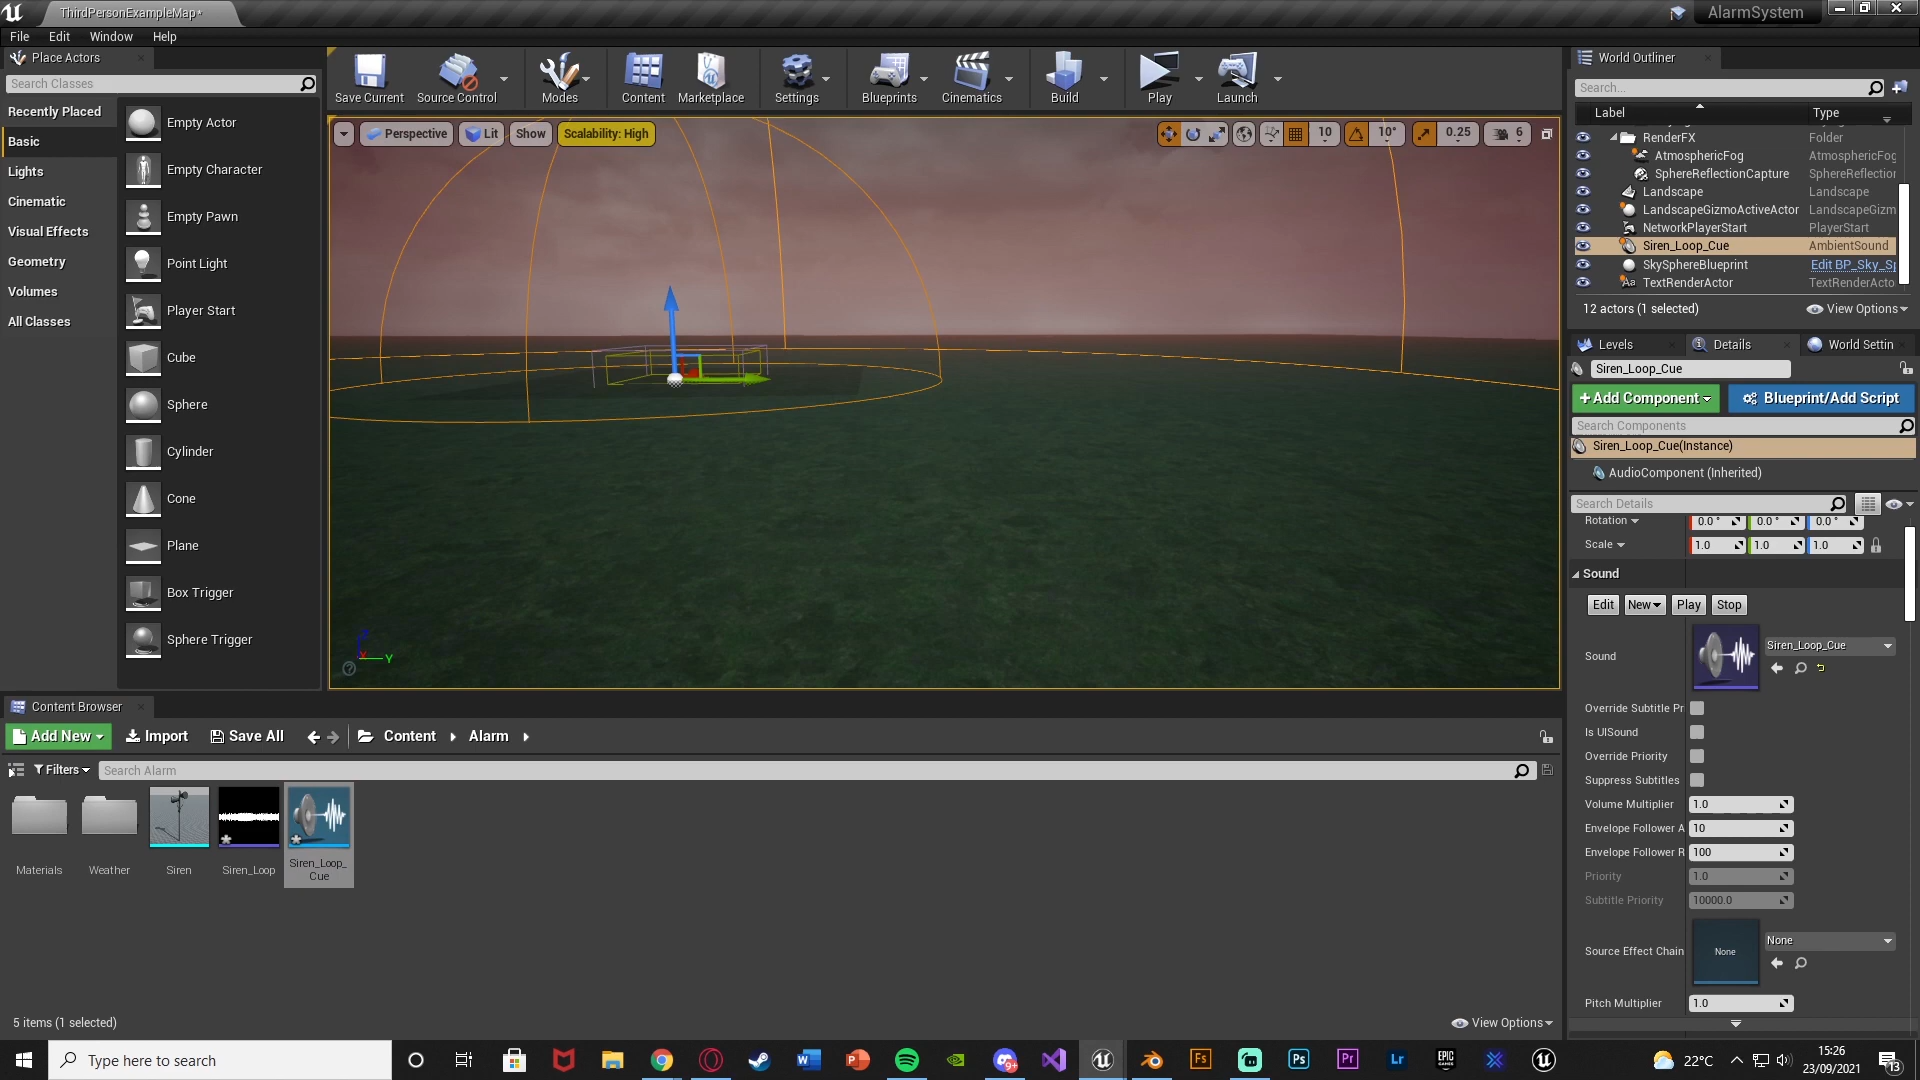 ThirdPersonExampleMap*
AlarmSystem
File Edit Window Help
Place Actors
Search Classes
Recently Placed
Basic
Lights
Cinematic
Visual Effects
Geometry
Volumes
All Classes
Empty Actor
Empty Character
Empty Pawn
Point Light
Player Start
Cube
Sphere
Cylinder
Cone
Plane
Box Trigger
Sphere Trigger
Save Current Source Control Modes Content Marketplace Settings Blueprints Cinematics Build Play Launch
Perspective Lit Show Scalability: High 10 10° 0.25 6
X Y
World Outliner
Search...
Label Type
RenderFX Folder
AtmosphericFog AtmosphericFog
SphereReflectionCapture SphereReflection
Landscape Landscape
LandscapeGizmoActiveActor LandscapeGizm
NetworkPlayerStart PlayerStart
Siren_Loop_Cue AmbientSound
SkySphereBlueprint Edit BP_Sky_Sp
TextRenderActor TextRenderActo
12 actors (1 selected) View Options
Levels Details World Settin
Siren_Loop_Cue
+Add Component Blueprint/Add Script
Search Components
Siren_Loop_Cue(Instance)
AudioComponent (Inherited)
Search Details
Rotation 0.0° 0.0° 0.0°
Scale 1.0 1.0 1.0
Sound
Edit New Play Stop
Sound Siren_Loop_Cue
Override Subtitle Pr
Is UISound
Override Priority
Suppress Subtitles
Volume Multiplier 1.0
Envelope Follower A 10
Envelope Follower R 100
Priority 1.0
Subtitle Priority 10000.0
Source Effect Chain None None
Pitch Multiplier 1.0
Content Browser
Add New Import Save All Content Alarm
Filters Search Alarm
Materials
Weather
Siren
Siren_Loop
Siren_Loop_
Cue
5 items (1 selected) View Options
Type here to search
22°C
15:26
23/09/2021
13